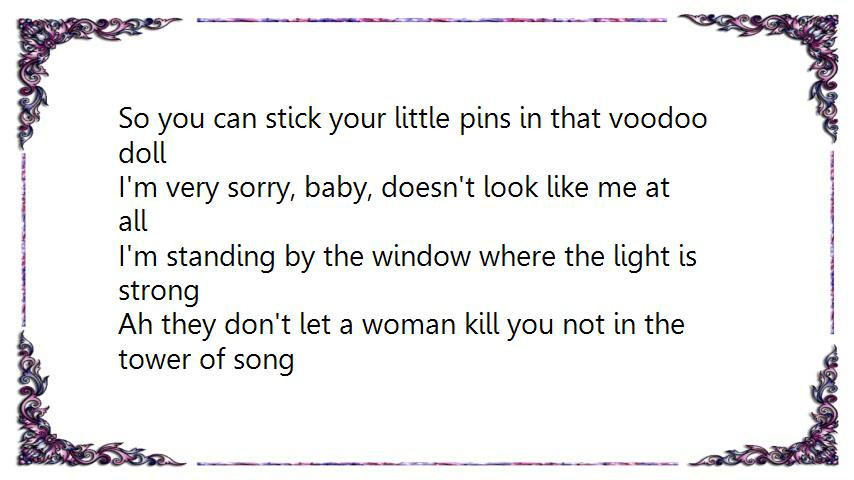 So you can stick your little pins in that voodoo
doll
I'm very sorry, baby, doesn't look like me at
all
I'm standing by the window where the light is
strong
Ah they don't let a woman kill you not in the
tower of song